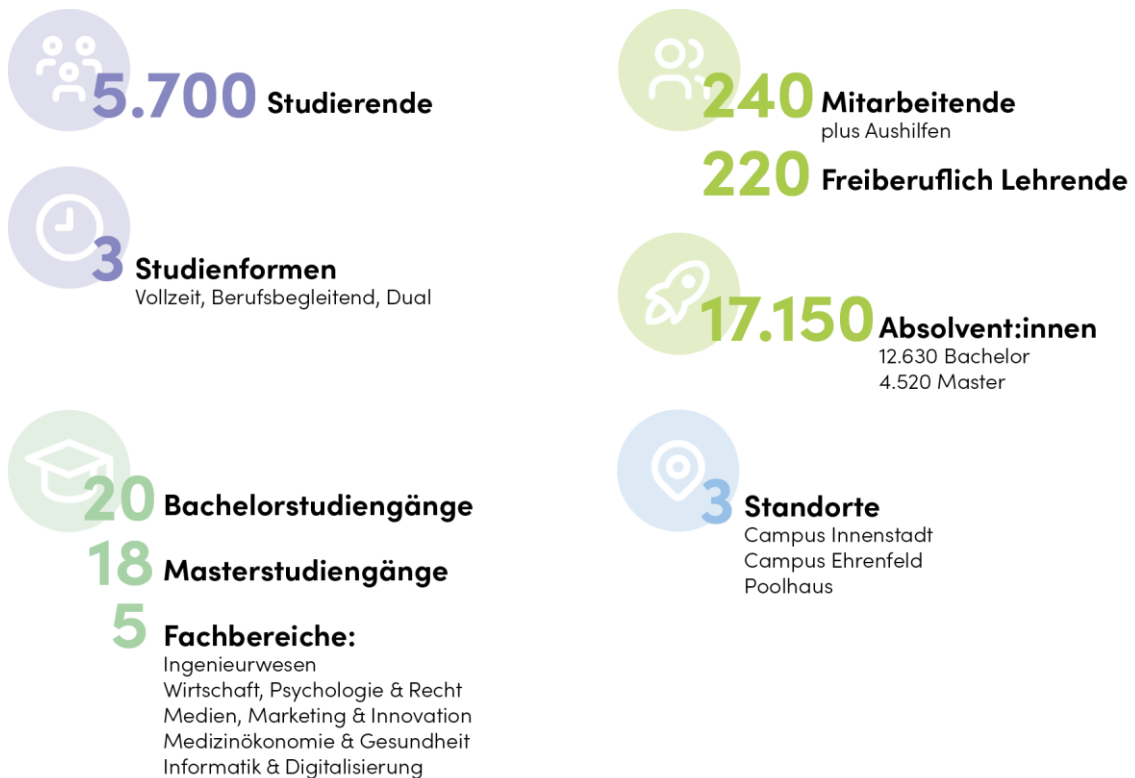 5.700 Studierende
3 Studienformen
Vollzeit, Berufsbegleitend, Dual
20 Bachelorstudiengänge
18 Masterstudiengänge
5 Fachbereiche:
Ingenieurwesen
Wirtschaft, Psychologie & Recht
Medien, Marketing & Innovation
Medizinökonomie & Gesundheit
Informatik & Digitalisierung
240 Mitarbeitende
plus Aushilfen
220 Freiberuflich Lehrende
17.150 Absolvent:innen
12.630 Bachelor
4.520 Master
3 Standorte
Campus Innenstadt
Campus Ehrenfeld
Poolhaus